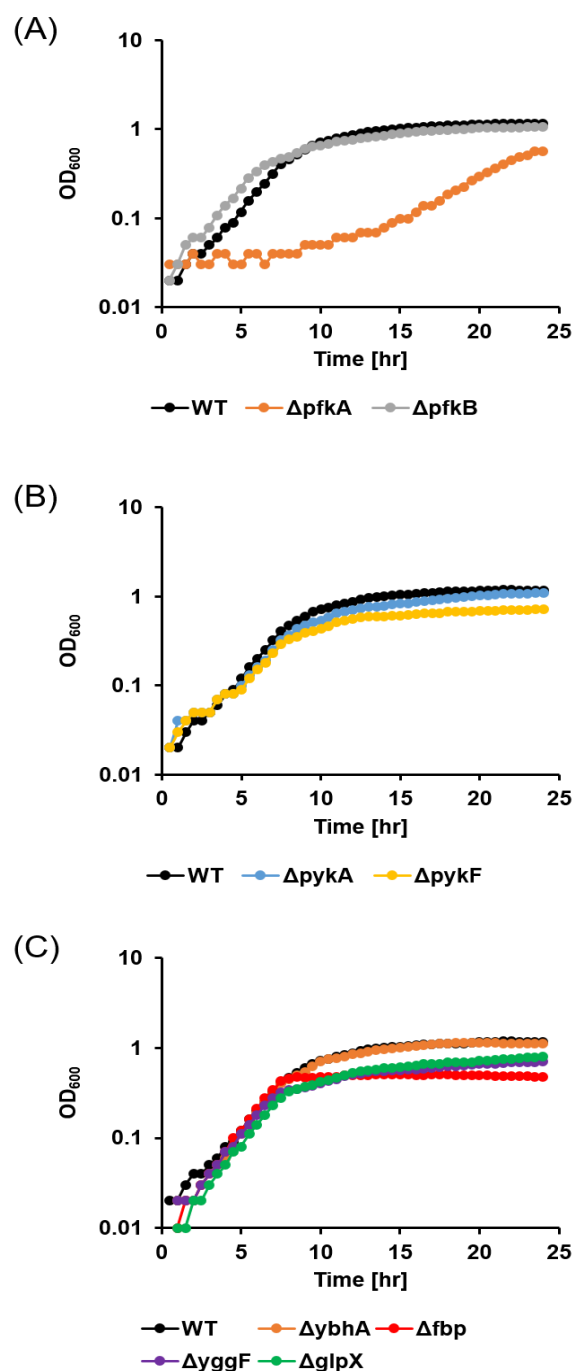 (A)
10
1
0.1
0.01
OD600
0 5 10 15 20 25
Time [hr]
WT ΔpfkA ΔpfkB
(B)
10
1
0.1
0.01
OD600
0 5 10 15 20 25
Time [hr]
WT ΔpykA ΔpykF
(C)
10
1
0.1
0.01
OD600
0 5 10 15 20 25
Time [hr]
WT ΔybhA Δfbp
ΔyggF ΔglpX